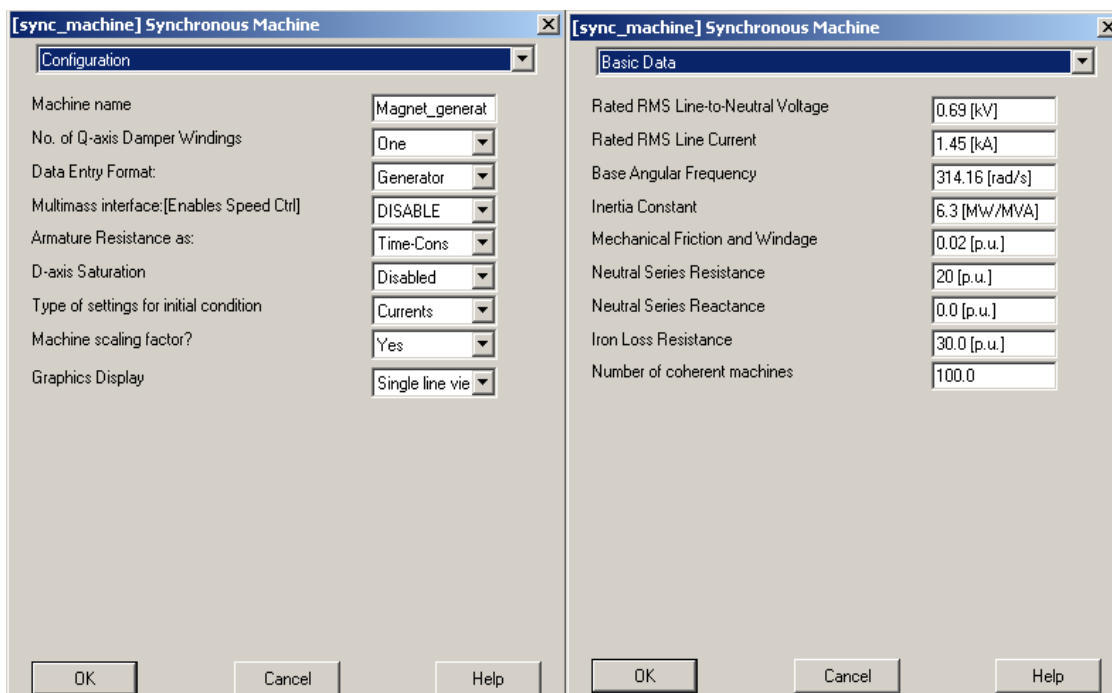 [sync_machine] Synchronous Machine
Configuration
Machine name Magnet_generat
No. of Q-axis Damper Windings One
Data Entry Format: Generator
Multimass interface:[Enables Speed Ctrl] DISABLE
Armature Resistance as: Time-Cons
D-axis Saturation Disabled
Type of settings for initial condition Currents
Machine scaling factor? Yes
Graphics Display Single line vie
OK Cancel Help
[sync_machine] Synchronous Machine
Basic Data
Rated RMS Line-to-Neutral Voltage 0.69 [kV]
Rated RMS Line Current 1.45 [kA]
Base Angular Frequency 314.16 [rad/s]
Inertia Constant 6.3 [MW/MVA]
Mechanical Friction and Windage 0.02 [p.u.]
Neutral Series Resistance 20 [p.u.]
Neutral Series Reactance 0.0 [p.u.]
Iron Loss Resistance 30.0 [p.u.]
Number of coherent machines 100.0
OK Cancel Help